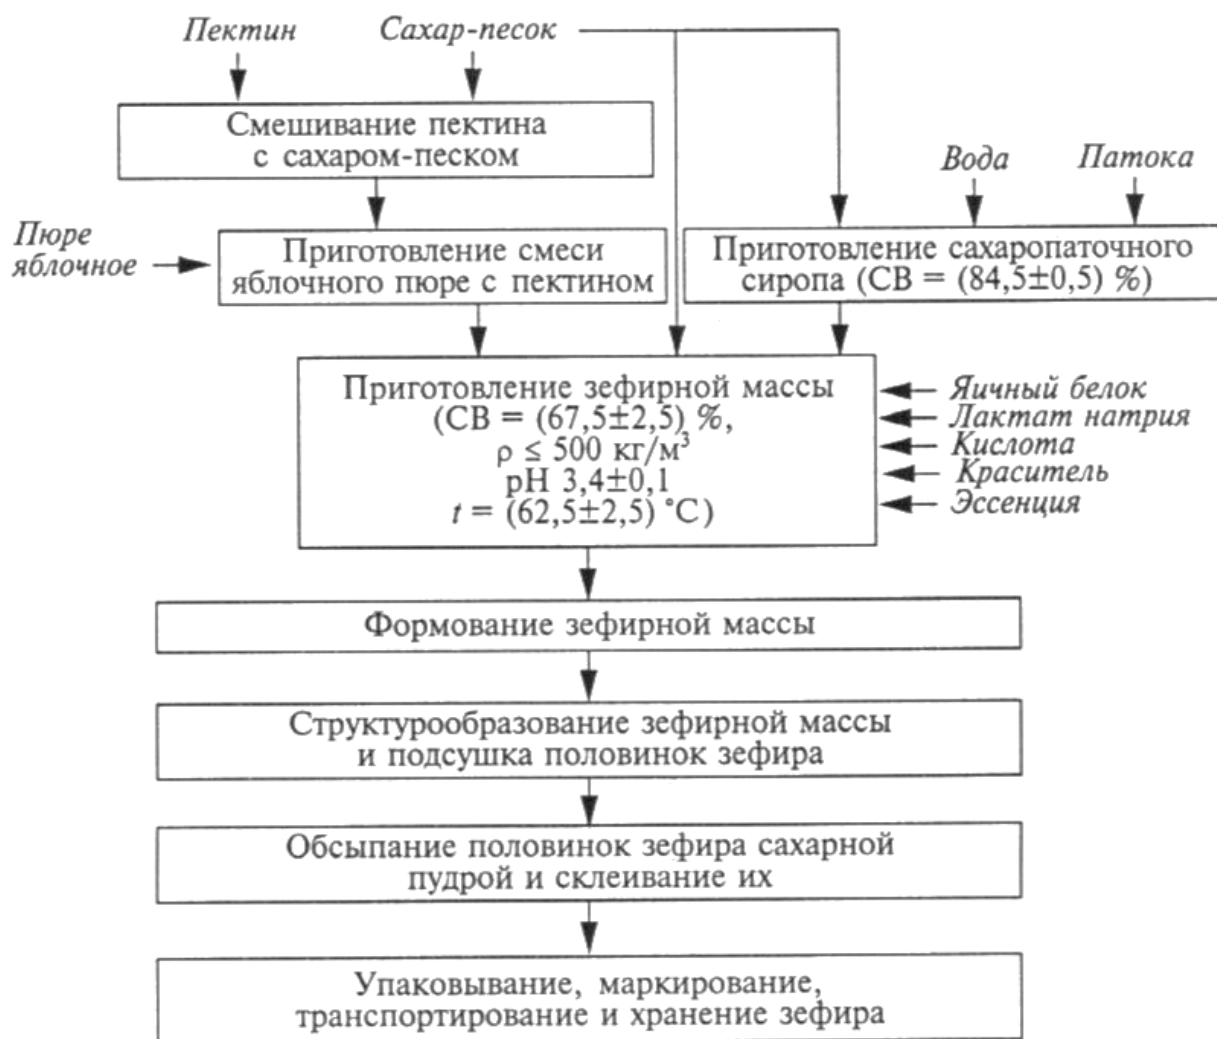 Пектин
Сахар-песок
Смешивание пектина
с сахаром-песком
Вода
Патока
Пюре
яблочное
Приготовление смеси
яблочного пюре с пектином
Приготовление сахаропаточного
сиропа (СВ = (84,5±0,5) %)
Приготовление зефирной массы
(СВ = (67,5±2,5) %,
ρ ≤ 500 кг/м³
pH 3,4±0,1
t = (62,5±2,5) °C)
Яичный белок
Лактат натрия
Кислота
Краситель
Эссенция
Формование зефирной массы
Структурообразование зефирной массы
и подсушка половинок зефира
Обсыпание половинок зефира сахарной
пудрой и склеивание их
Упаковывание, маркирование,
транспортирование и хранение зефира